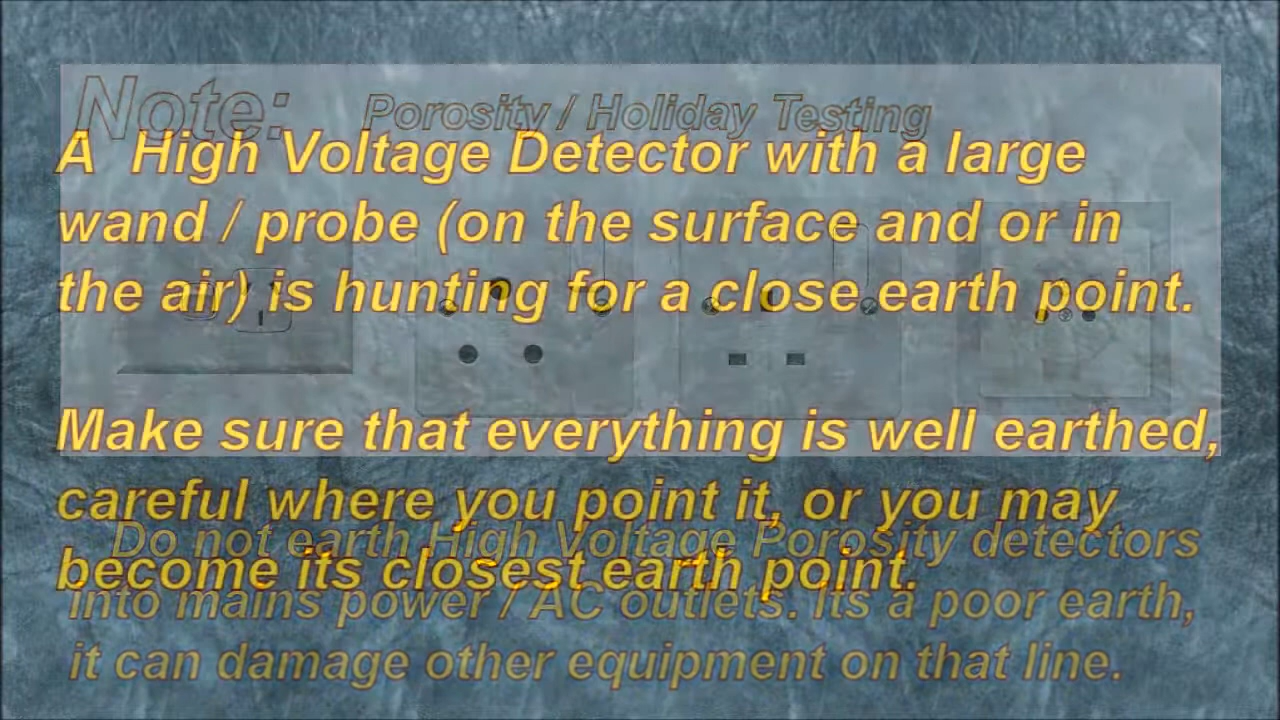 Note: Porosity / Holiday Testing
A High Voltage Detector with a large
wand / probe (on the surface and or in
the air) is hunting for a close earth point.
Make sure that everything is well earthed,
careful where you point it, or you may
become its closest earth point.
Do not earth High Voltage Porosity detectors
into mains power / AC outlets. Its a poor earth,
it can damage other equipment on that line.